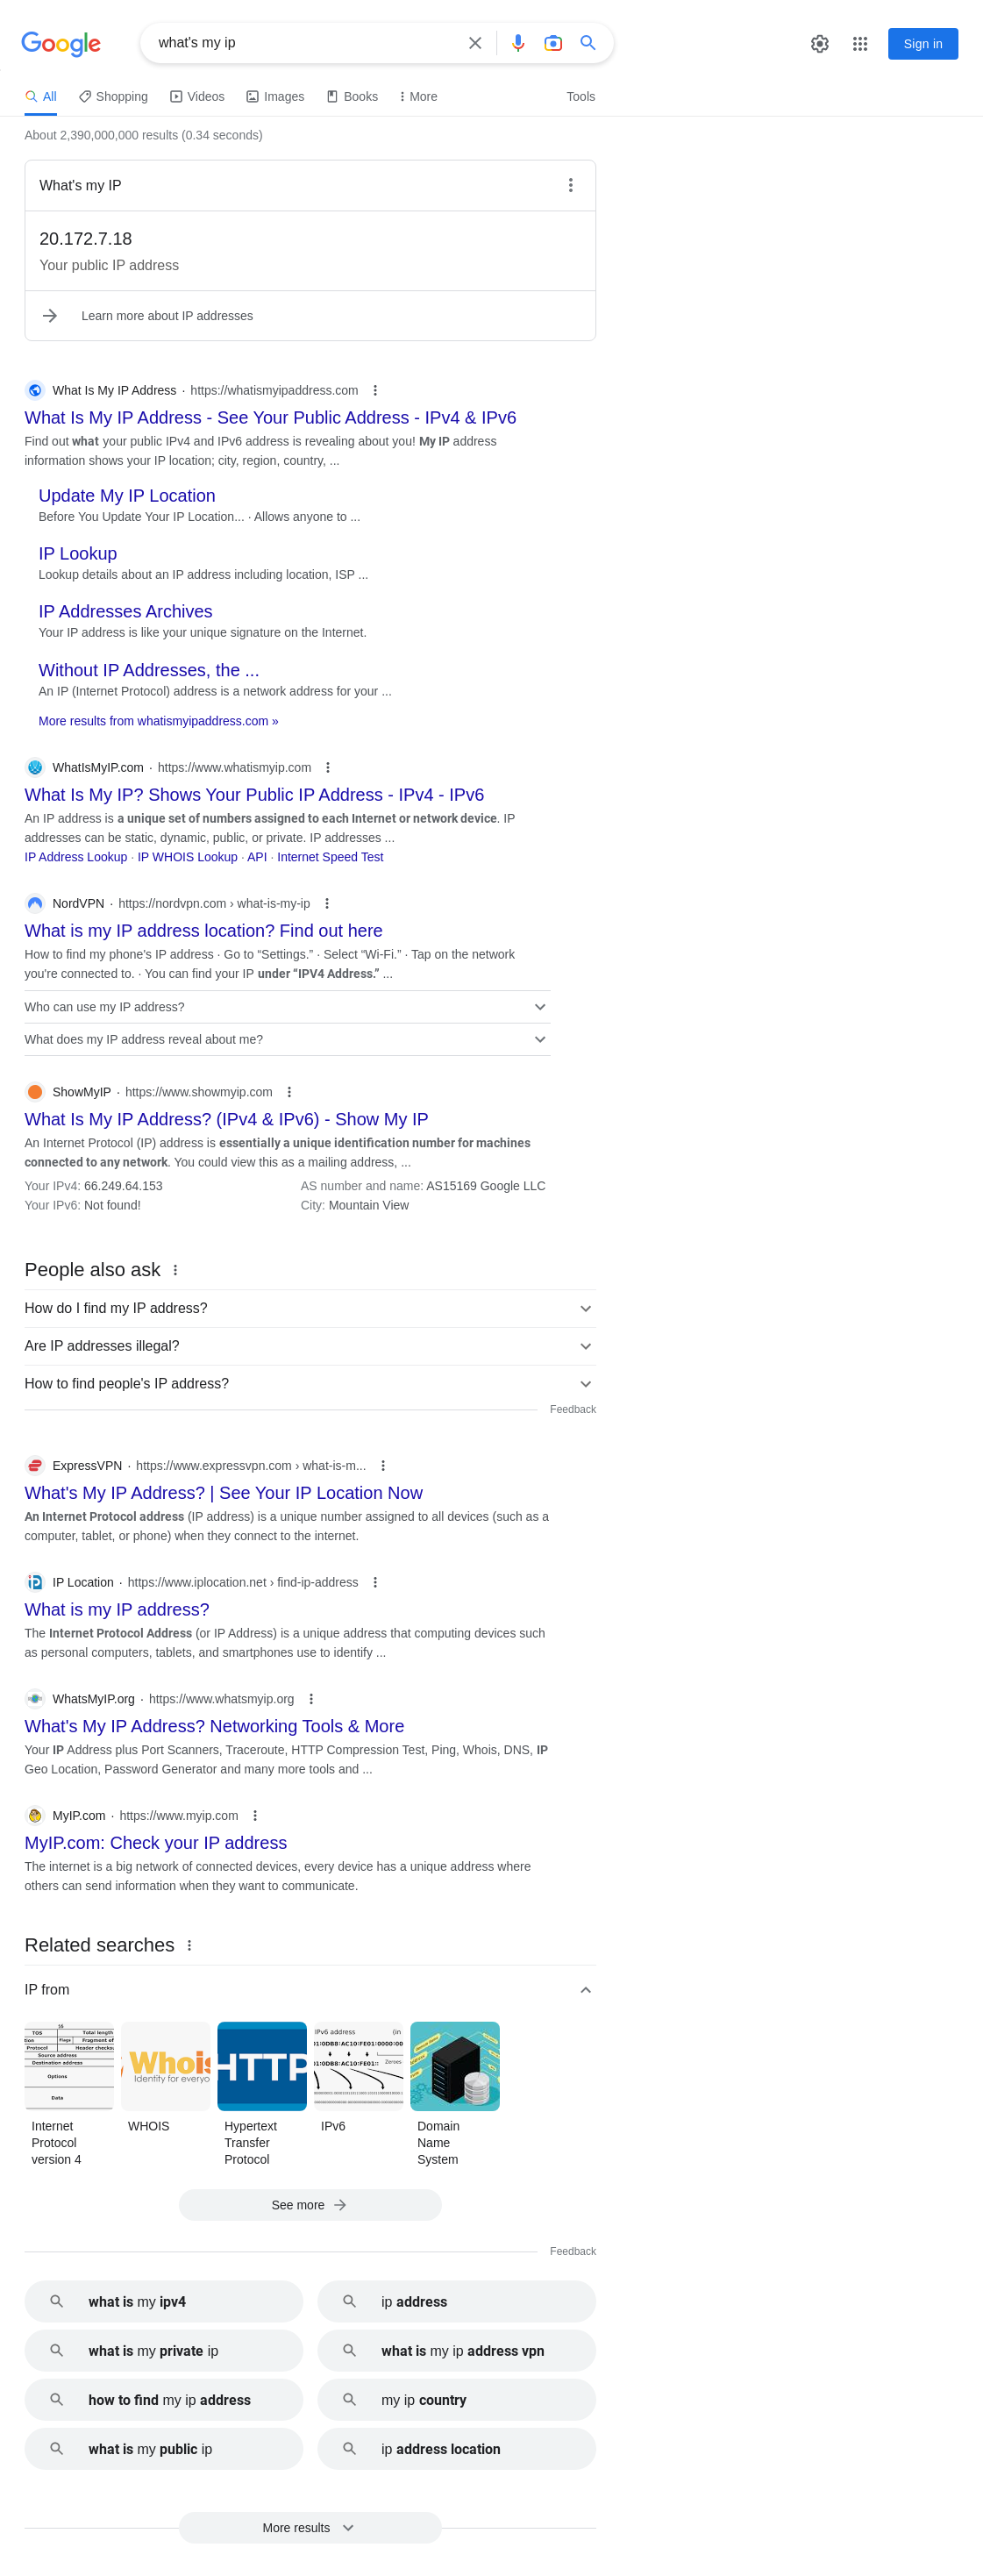 Google
what's my ip
Sign in
All
Shopping
Videos
Images
Books
More
Tools
About 2,390,000,000 results (0.34 seconds)
What's my IP
20.172.7.18
Your public IP address
Learn more about IP addresses
What Is My IP Address · https://whatismyipaddress.com
What Is My IP Address - See Your Public Address - IPv4 & IPv6
Find out what your public IPv4 and IPv6 address is revealing about you! My IP address
information shows your IP location; city, region, country, ...
Update My IP Location
Before You Update Your IP Location... · Allows anyone to ...
IP Lookup
Lookup details about an IP address including location, ISP ...
IP Addresses Archives
Your IP address is like your unique signature on the Internet.
Without IP Addresses, the ...
An IP (Internet Protocol) address is a network address for your ...
More results from whatismyipaddress.com »
WhatIsMyIP.com · https://www.whatismyip.com
What Is My IP? Shows Your Public IP Address - IPv4 - IPv6
An IP address is a unique set of numbers assigned to each Internet or network device. IP
addresses can be static, dynamic, public, or private. IP addresses ...
IP Address Lookup · IP WHOIS Lookup · API · Internet Speed Test
NordVPN · https://nordvpn.com › what-is-my-ip
What is my IP address location? Find out here
How to find my phone's IP address · Go to “Settings.” · Select “Wi-Fi.” · Tap on the network
you're connected to. · You can find your IP under “IPV4 Address.” ...
Who can use my IP address?
What does my IP address reveal about me?
ShowMyIP · https://www.showmyip.com
What Is My IP Address? (IPv4 & IPv6) - Show My IP
An Internet Protocol (IP) address is essentially a unique identification number for machines
connected to any network. You could view this as a mailing address, ...
Your IPv4: 66.249.64.153
AS number and name: AS15169 Google LLC
Your IPv6: Not found!
City: Mountain View
People also ask
How do I find my IP address?
Are IP addresses illegal?
How to find people's IP address?
Feedback
ExpressVPN · https://www.expressvpn.com › what-is-m...
What's My IP Address? | See Your IP Location Now
An Internet Protocol address (IP address) is a unique number assigned to all devices (such as a
computer, tablet, or phone) when they connect to the internet.
IP Location · https://www.iplocation.net › find-ip-address
What is my IP address?
The Internet Protocol Address (or IP Address) is a unique address that computing devices such
as personal computers, tablets, and smartphones use to identify ...
WhatsMyIP.org · https://www.whatsmyip.org
What's My IP Address? Networking Tools & More
Your IP Address plus Port Scanners, Traceroute, HTTP Compression Test, Ping, Whois, DNS, IP
Geo Location, Password Generator and many more tools and ...
MyIP.com · https://www.myip.com
MyIP.com: Check your IP address
The internet is a big network of connected devices, every device has a unique address where
others can send information when they want to communicate.
Related searches
IP from
16
TOS
Total length
Flags
Fragment of
Protocol
Header checksu
Source address
Destination address
Options
Data
Whois
Identity for everyo
HTTP
IPv6 address
(in
Zeroes
Internet
Protocol
version 4
WHOIS
Hypertext
Transfer
Protocol
IPv6
Domain
Name
System
See more
Feedback
what is my ipv4
ip address
what is my private ip
what is my ip address vpn
how to find my ip address
my ip country
what is my public ip
ip address location
More results